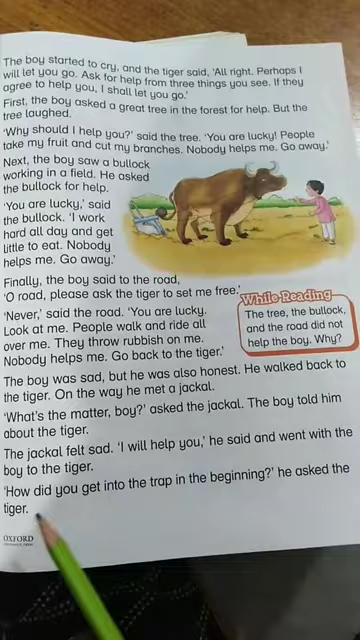 The boy started to cry, and the tiger said, 'All right. Perhaps I
will let you go. Ask for help from three things you see. If they
agree to help you, I shall let you go.'
First, the boy asked a great tree in the forest for help. But the
tree laughed.
'Why should I help you?' said the tree. 'You are lucky! People
take my fruit and cut my branches. Nobody helps me. Go away.'
Next, the boy saw a bullock
working in a field. He asked
the bullock for help.
'You are lucky,' said
the bullock. 'I work
hard all day and get
little to eat. Nobody
helps me. Go away.'
Finally, the boy said to the road,
'O road, please ask the tiger to set me free.'
'Never,' said the road. 'You are lucky.
Look at me. People walk and ride all
over me. They throw rubbish on me.
Nobody helps me. Go back to the tiger.'
While Reading
The tree, the bullock,
and the road did not
help the boy. Why?
The boy was sad, but he was also honest. He walked back to
the tiger. On the way he met a jackal.
'What's the matter, boy?' asked the jackal. The boy told him
about the tiger.
The jackal felt sad. 'I will help you,' he said and went with the
boy to the tiger.
'How did you get into the trap in the beginning?' he asked the
tiger.
OXFORD